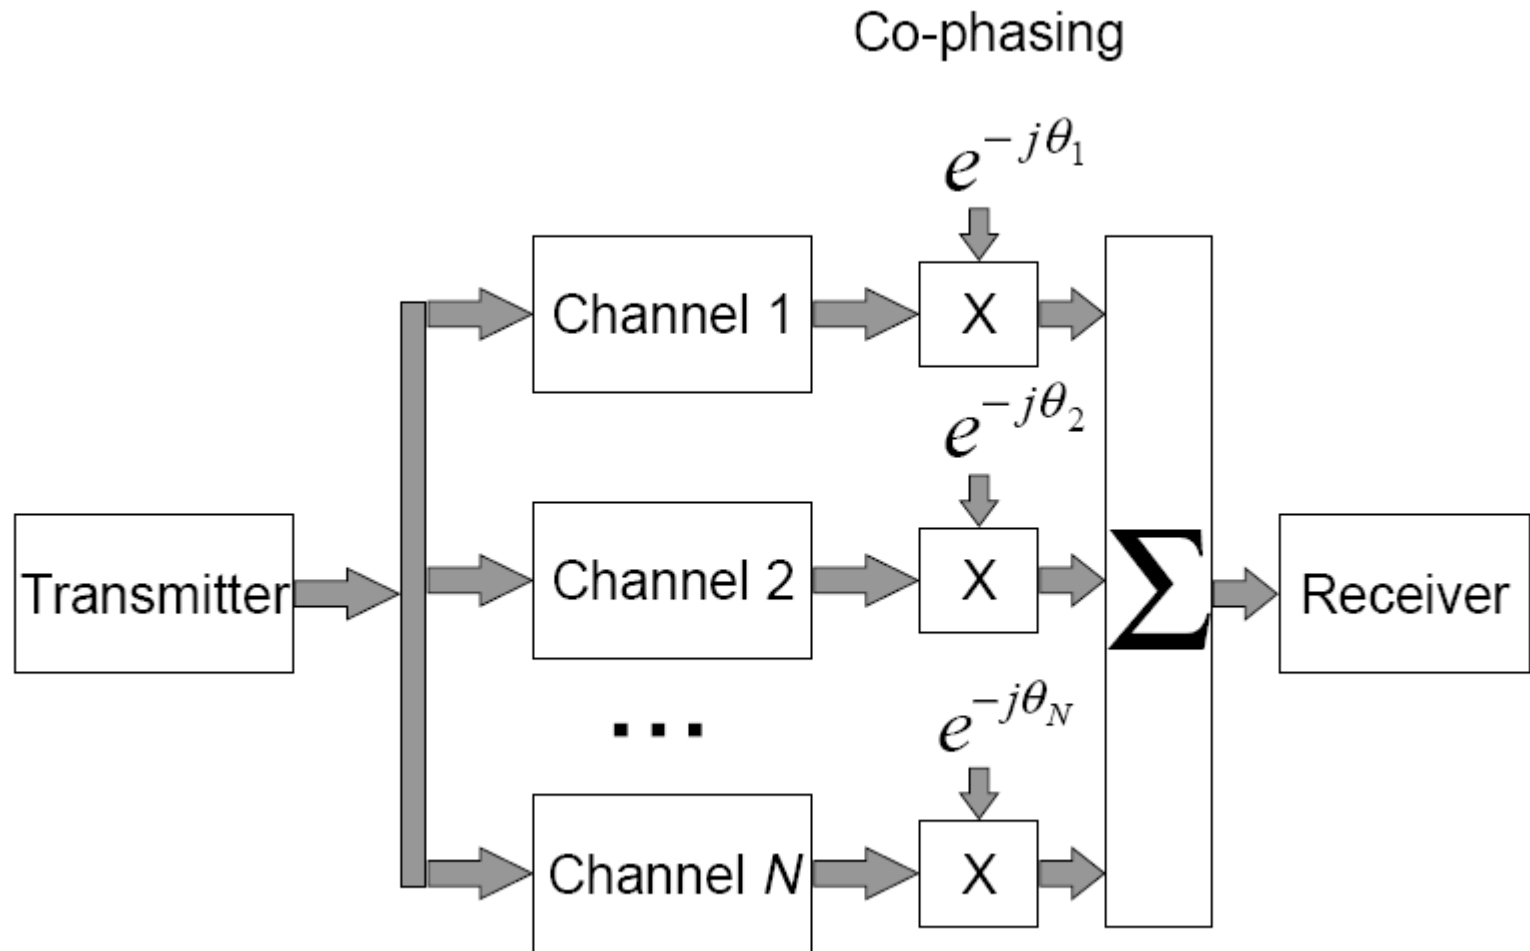 Co-phasing
e^{-jθ_1}
Channel 1
X
e^{-jθ_2}
Transmitter
Channel 2
X
Σ
Receiver
...
e^{-jθ_N}
Channel N
X